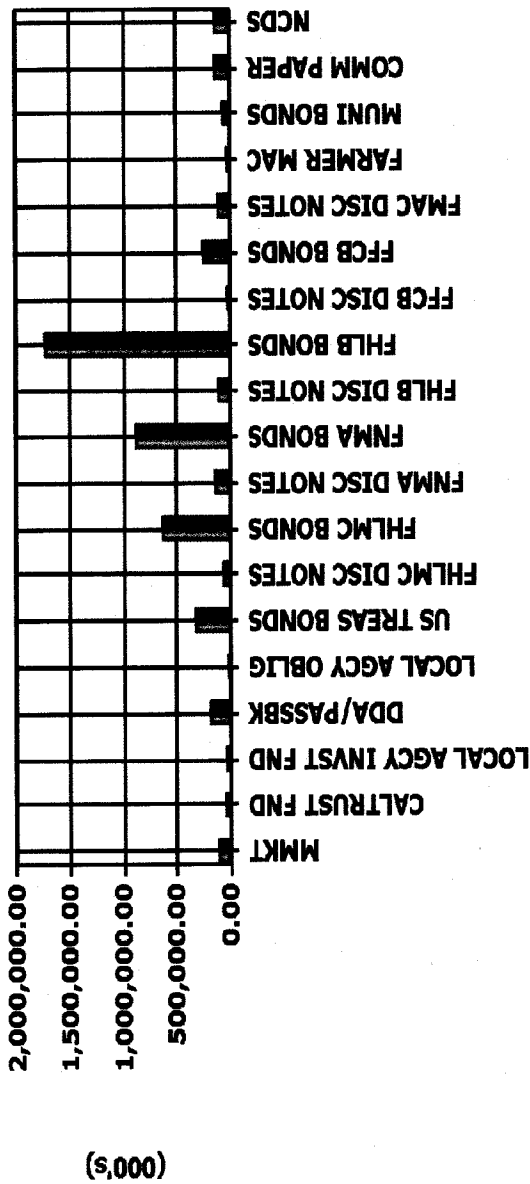 (000's)
2,000,000.00
1,500,000.00
1,000,000.00
500,000.00
0.00
MMKT
CALTRUST FND
LOCAL AGCY INVST FND
DDA/PASSBK
LOCAL AGCY OBLIG
US TREAS BONDS
FHLMC DISC NOTES
FHLMC BONDS
FNMA DISC NOTES
FNMA BONDS
FHLB DISC NOTES
FHLB BONDS
FFCB DISC NOTES
FFCB BONDS
FMAC DISC NOTES
FARMER MAC
MUNI BONDS
COMM PAPER
NCDS